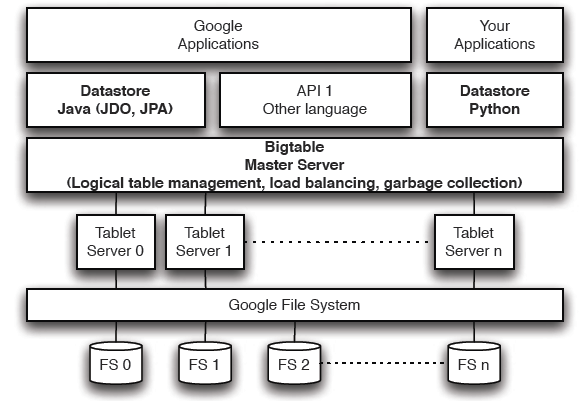 Google
Applications
Your
Applications
Datastore
Java (JDO, JPA)
API 1
Other language
Datastore
Python
Bigtable
Master Server
(Logical table management, load balancing, garbage collection)
Tablet
Server 0
Tablet
Server 1
Tablet
Server n
Google File System
FS 0
FS 1
FS 2
FS n